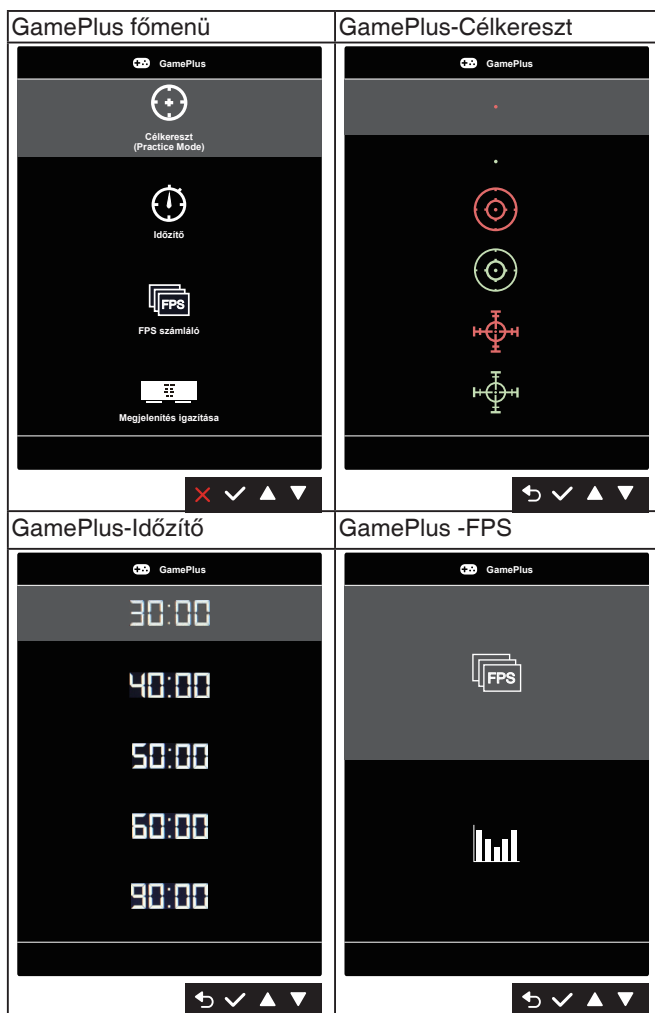 GamePlus főmenü
GamePlus
Célkereszt
(Practice Mode)
Időzítő
FPS
FPS számláló
Megjelenítés igazítása
GamePlus-Célkereszt
GamePlus
GamePlus-Időzítő
GamePlus
30:00
40:00
50:00
60:00
90:00
GamePlus -FPS
GamePlus
FPS